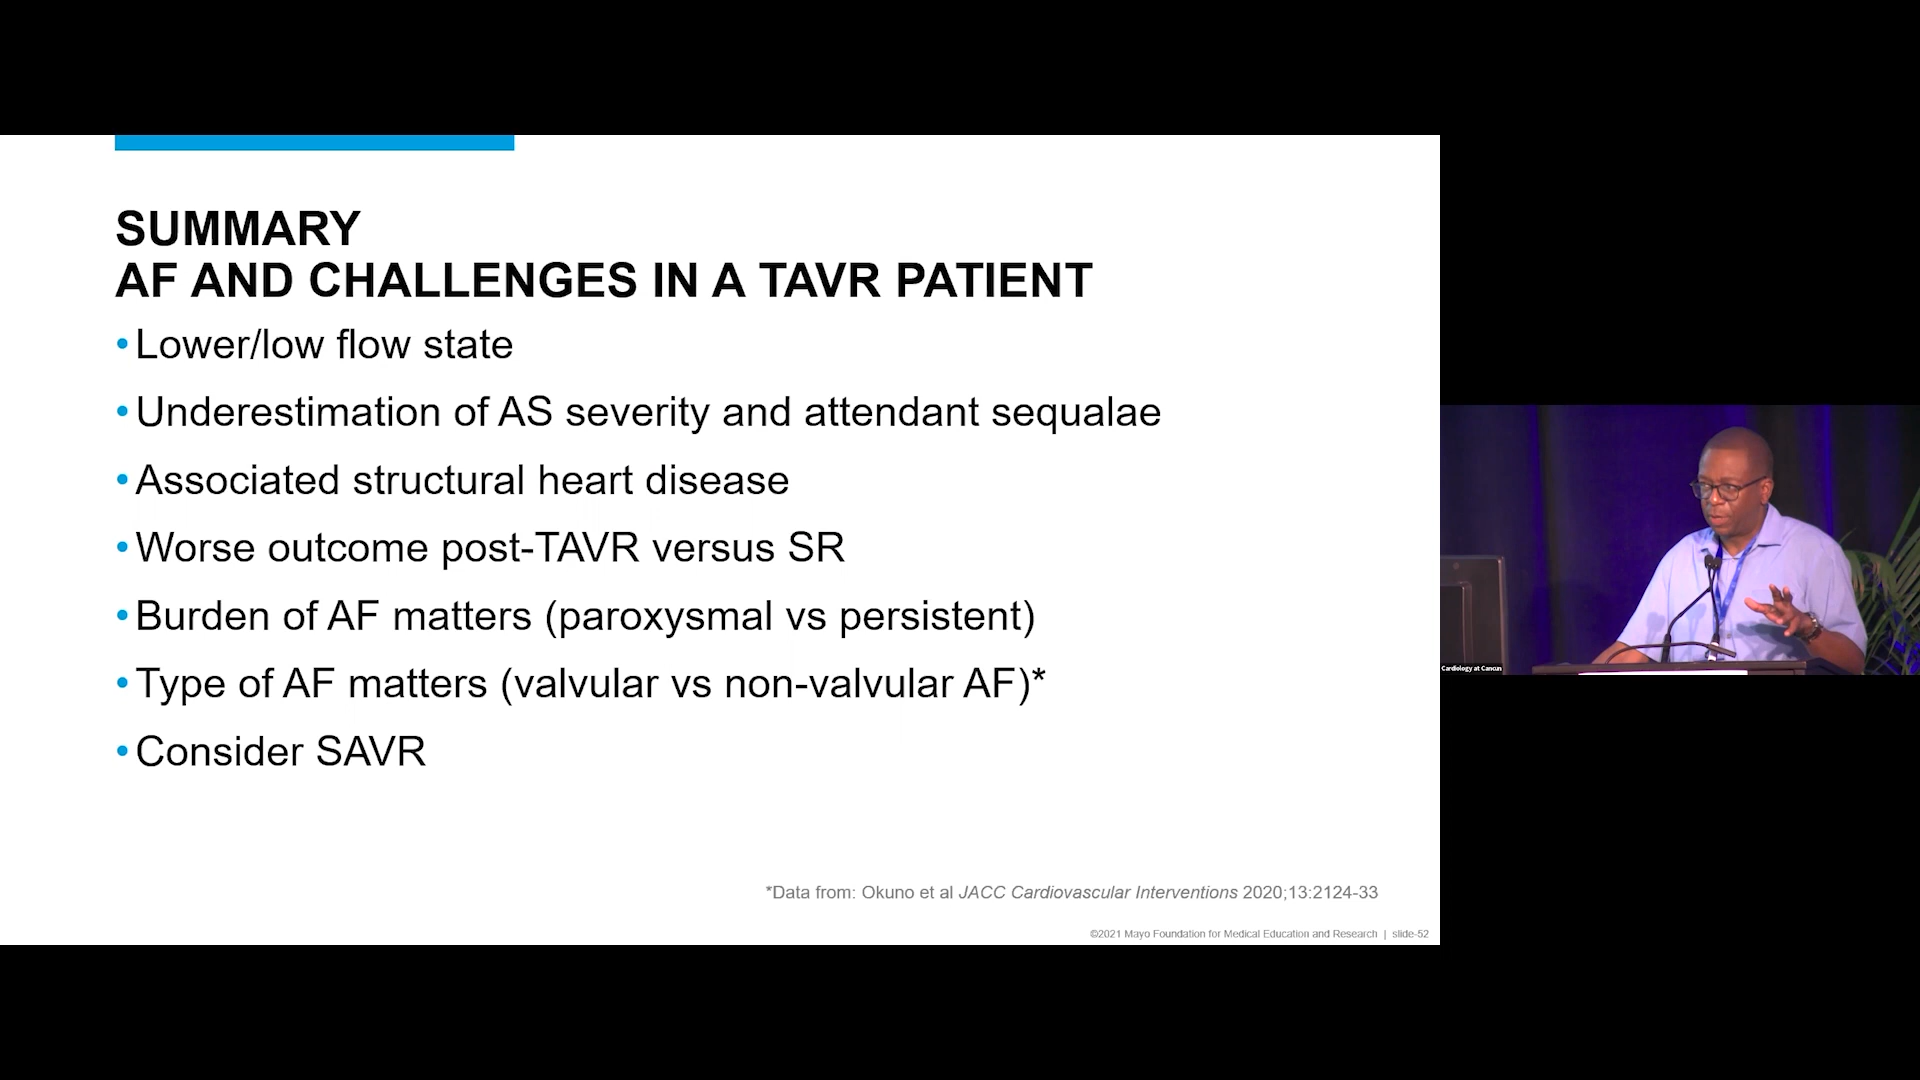 SUMMARY
AF AND CHALLENGES IN A TAVR PATIENT
•Lower/low flow state
•Underestimation of AS severity and attendant sequalae
•Associated structural heart disease
•Worse outcome post-TAVR versus SR
•Burden of AF matters (paroxysmal vs persistent)
•Type of AF matters (valvular vs non-valvular AF)*
•Consider SAVR
*Data from: Okuno et al JACC Cardiovascular Interventions 2020;13:2124-33
©2021 Mayo Foundation for Medical Education and Research | slide-52
Cardiology at Cancun